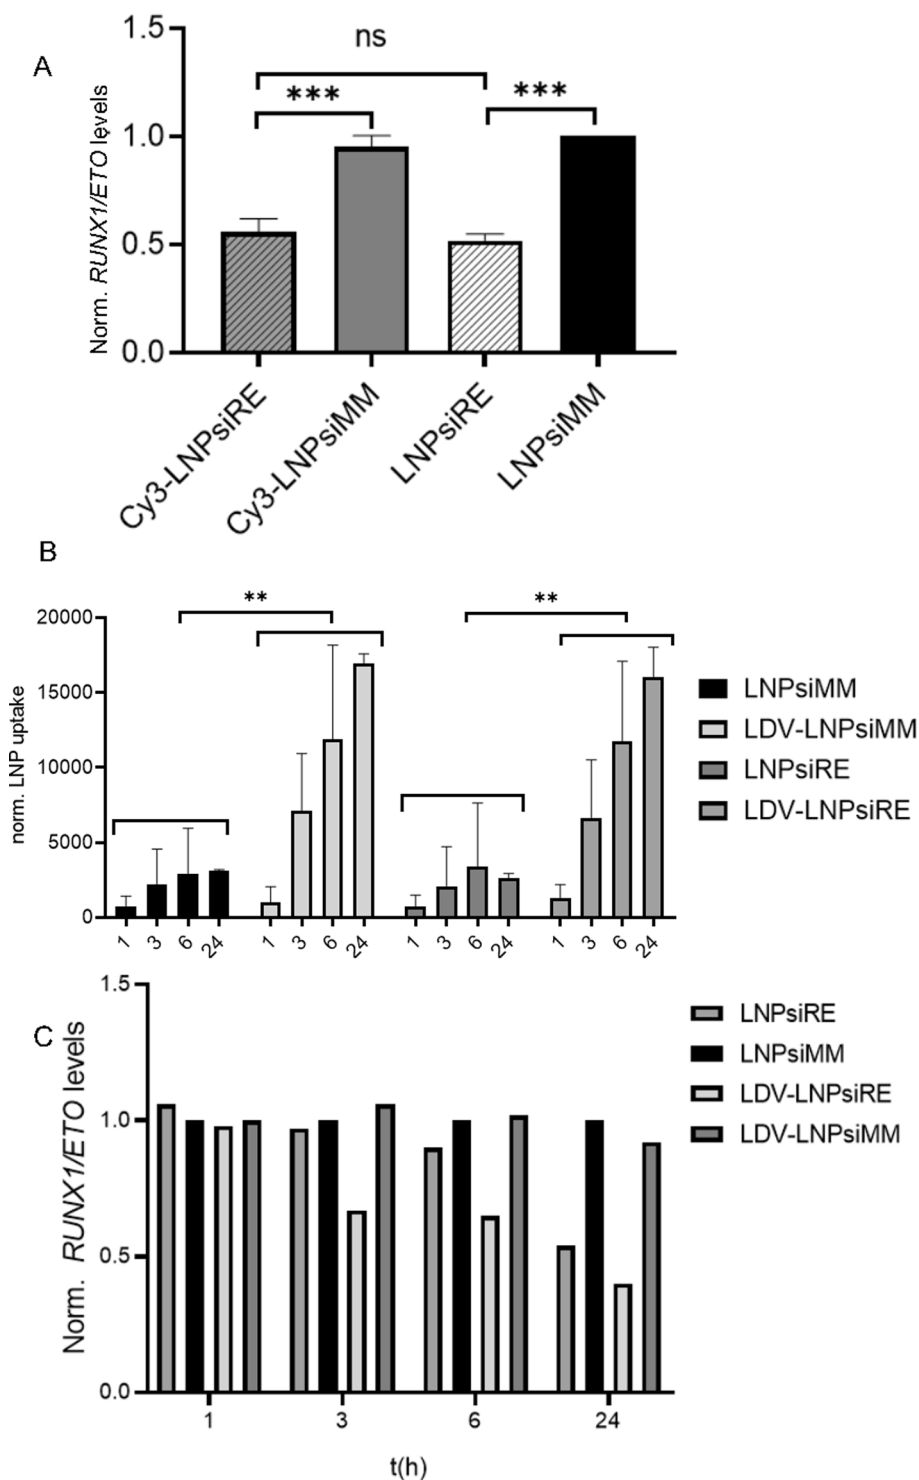 A
Norm. RUNX1/ETO levels
1.5
1.0
0.5
0.0
ns
***
***
Cy3-LNPsiRE
Cy3-LNPsiMM
LNPsiRE
LNPsiMM
B
norm. LNP uptake
20000
15000
10000
5000
0
**
**
1 3 6 24 1 3 6 24 1 3 6 24 1 3 6 24
LNPsiMM
LDV-LNPsiMM
LNPsiRE
LDV-LNPsiRE
C
Norm. RUNX1/ETO levels
1.5
1.0
0.5
0.0
1 3 6 24
t(h)
LNPsiRE
LNPsiMM
LDV-LNPsiRE
LDV-LNPsiMM